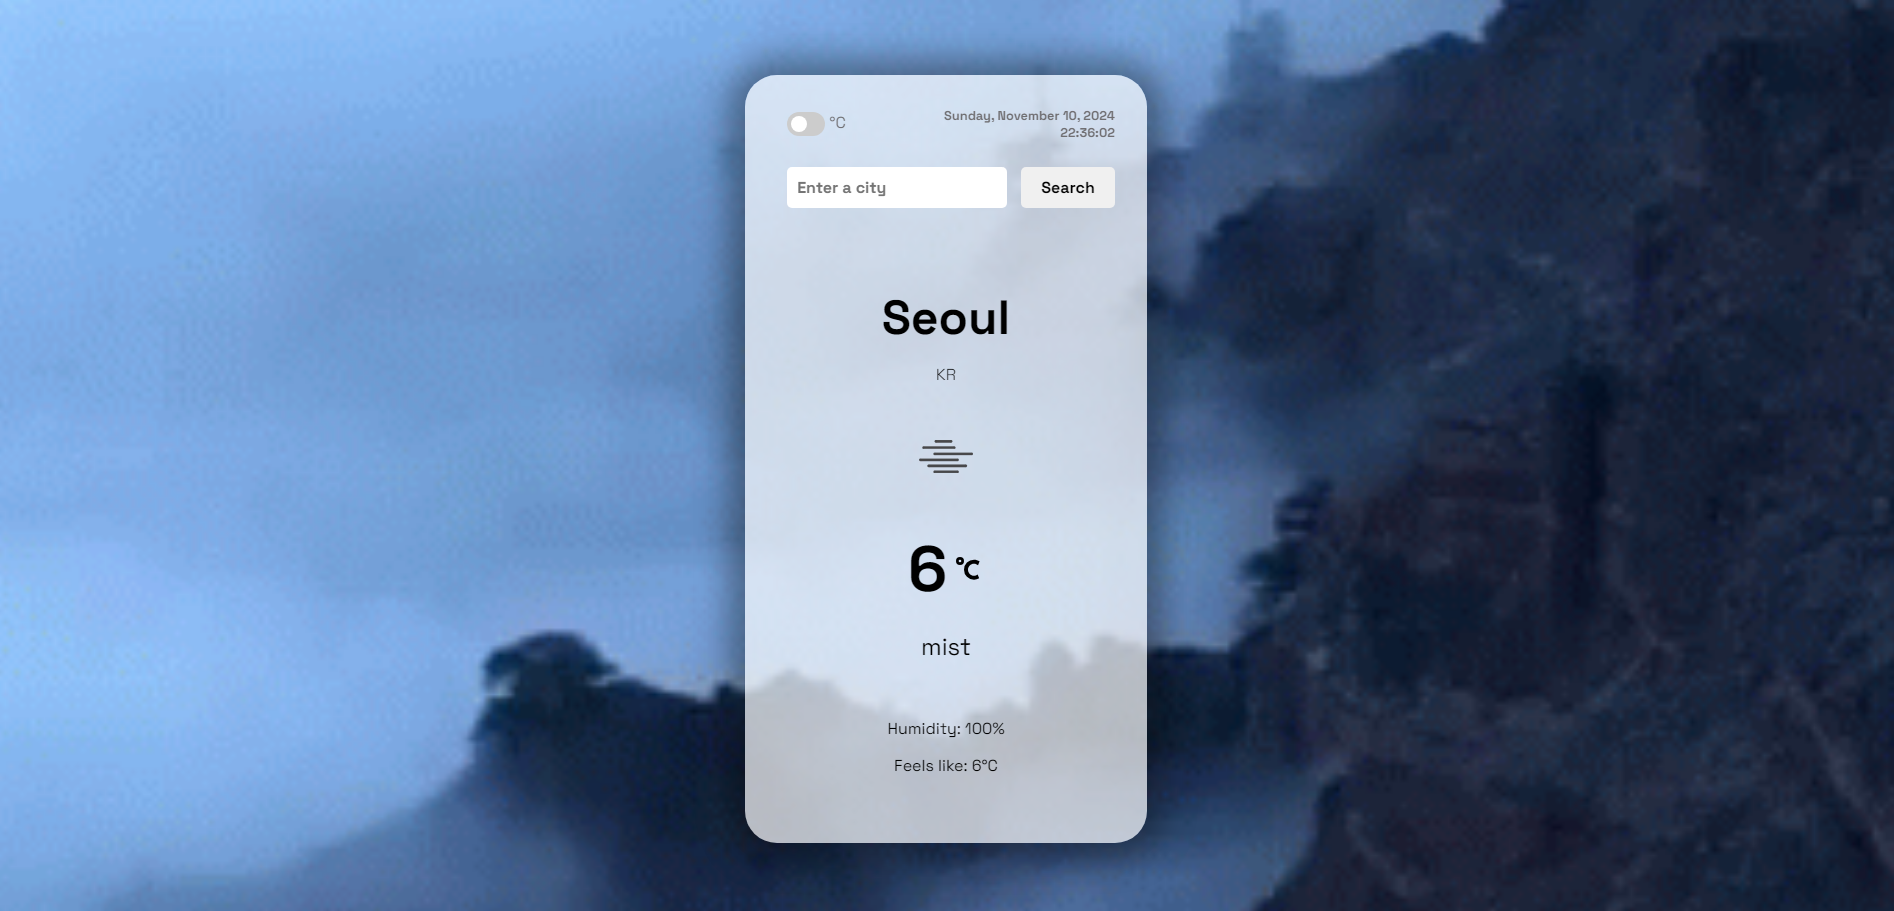 °C
Sunday, November 10, 2024
22:36:02
Enter a city
Search
Seoul
KR
6 °C
mist
Humidity: 100%
Feels like: 6°C